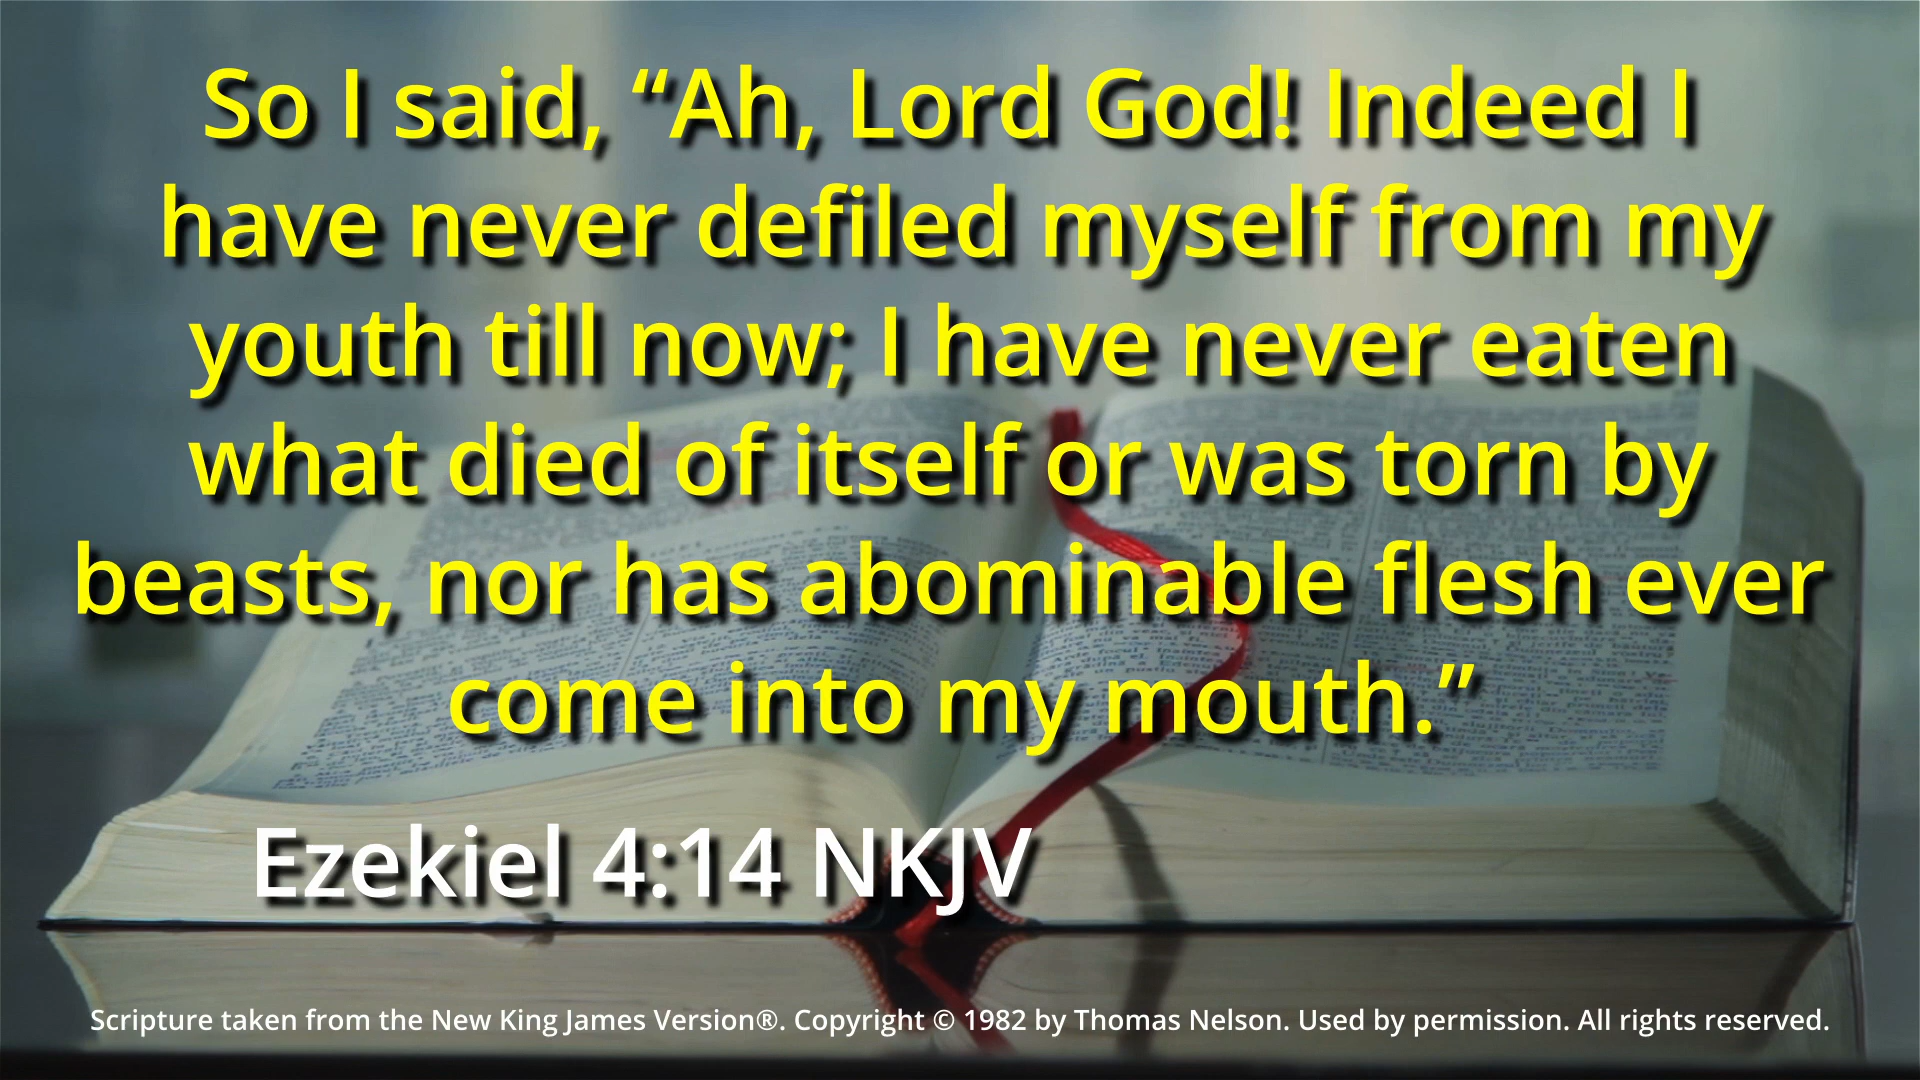 So I said, “Ah, Lord God! Indeed I
have never defiled myself from my
youth till now; I have never eaten
what died of itself or was torn by
beasts, nor has abominable flesh ever
come into my mouth.”
Ezekiel 4:14 NKJV
Scripture taken from the New King James Version®. Copyright © 1982 by Thomas Nelson. Used by permission. All rights reserved.